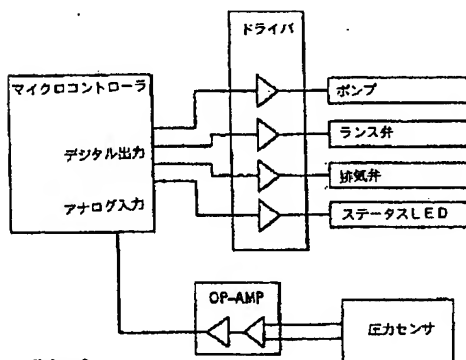 ドライバ
マイクロコントローラ
ポンプ
デジタル出力
ランス弁
排気弁
アナログ入力
ステータスLED
OP-AMP
圧力センサ